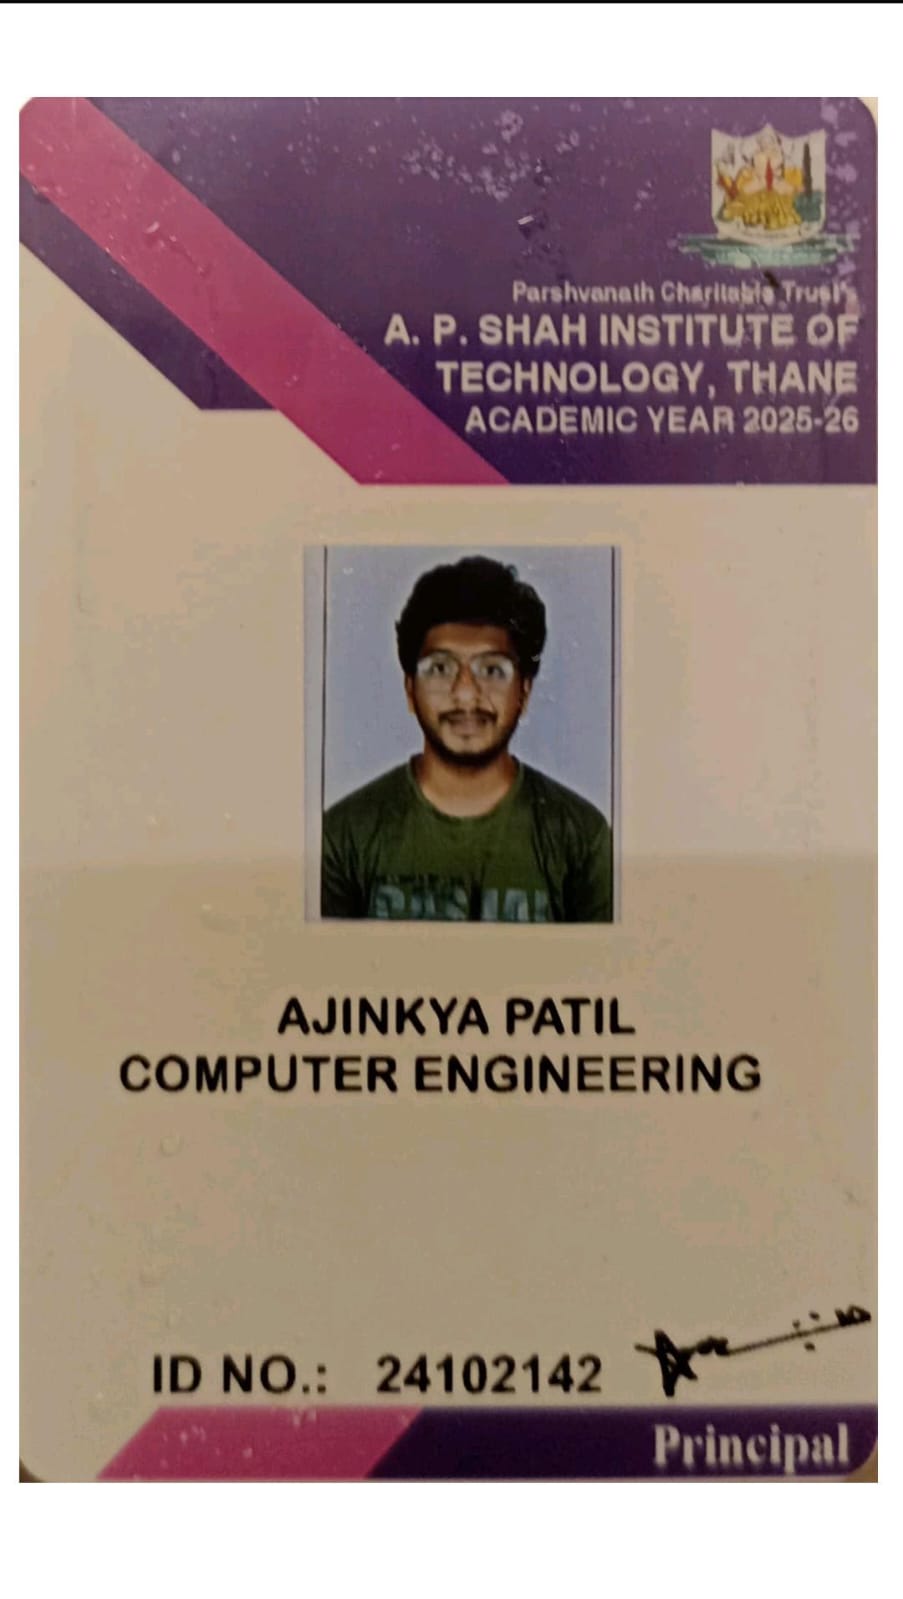 Parshvanath Charitable Trust's
A. P. SHAH INSTITUTE OF
TECHNOLOGY, THANE
ACADEMIC YEAR 2025-26
AJINKYA PATIL
COMPUTER ENGINEERING
ID NO.: 24102142
Principal